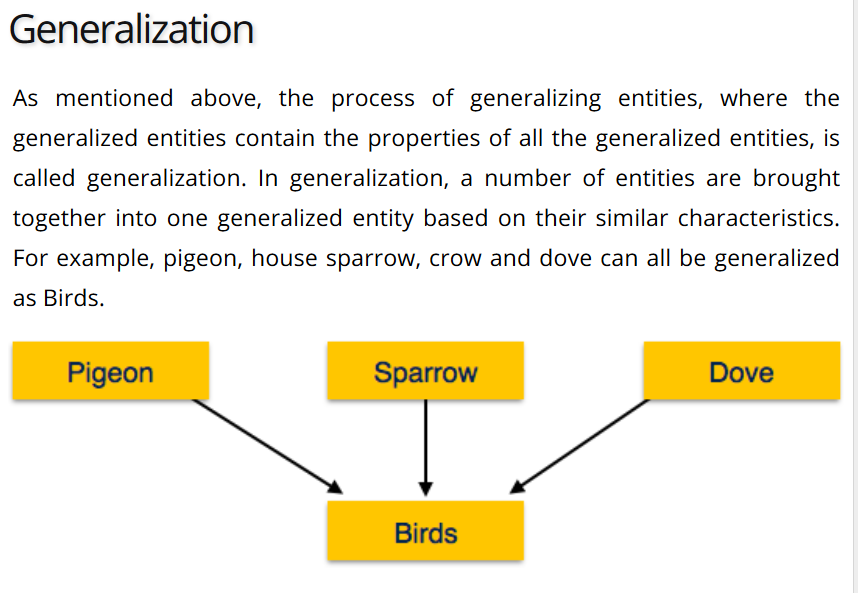 Generalization
As mentioned above, the process of generalizing entities, where the
generalized entities contain the properties of all the generalized entities, is
called generalization. In generalization, a number of entities are brought
together into one generalized entity based on their similar characteristics.
For example, pigeon, house sparrow, crow and dove can all be generalized
as Birds.
Pigeon
Sparrow
Dove
Birds